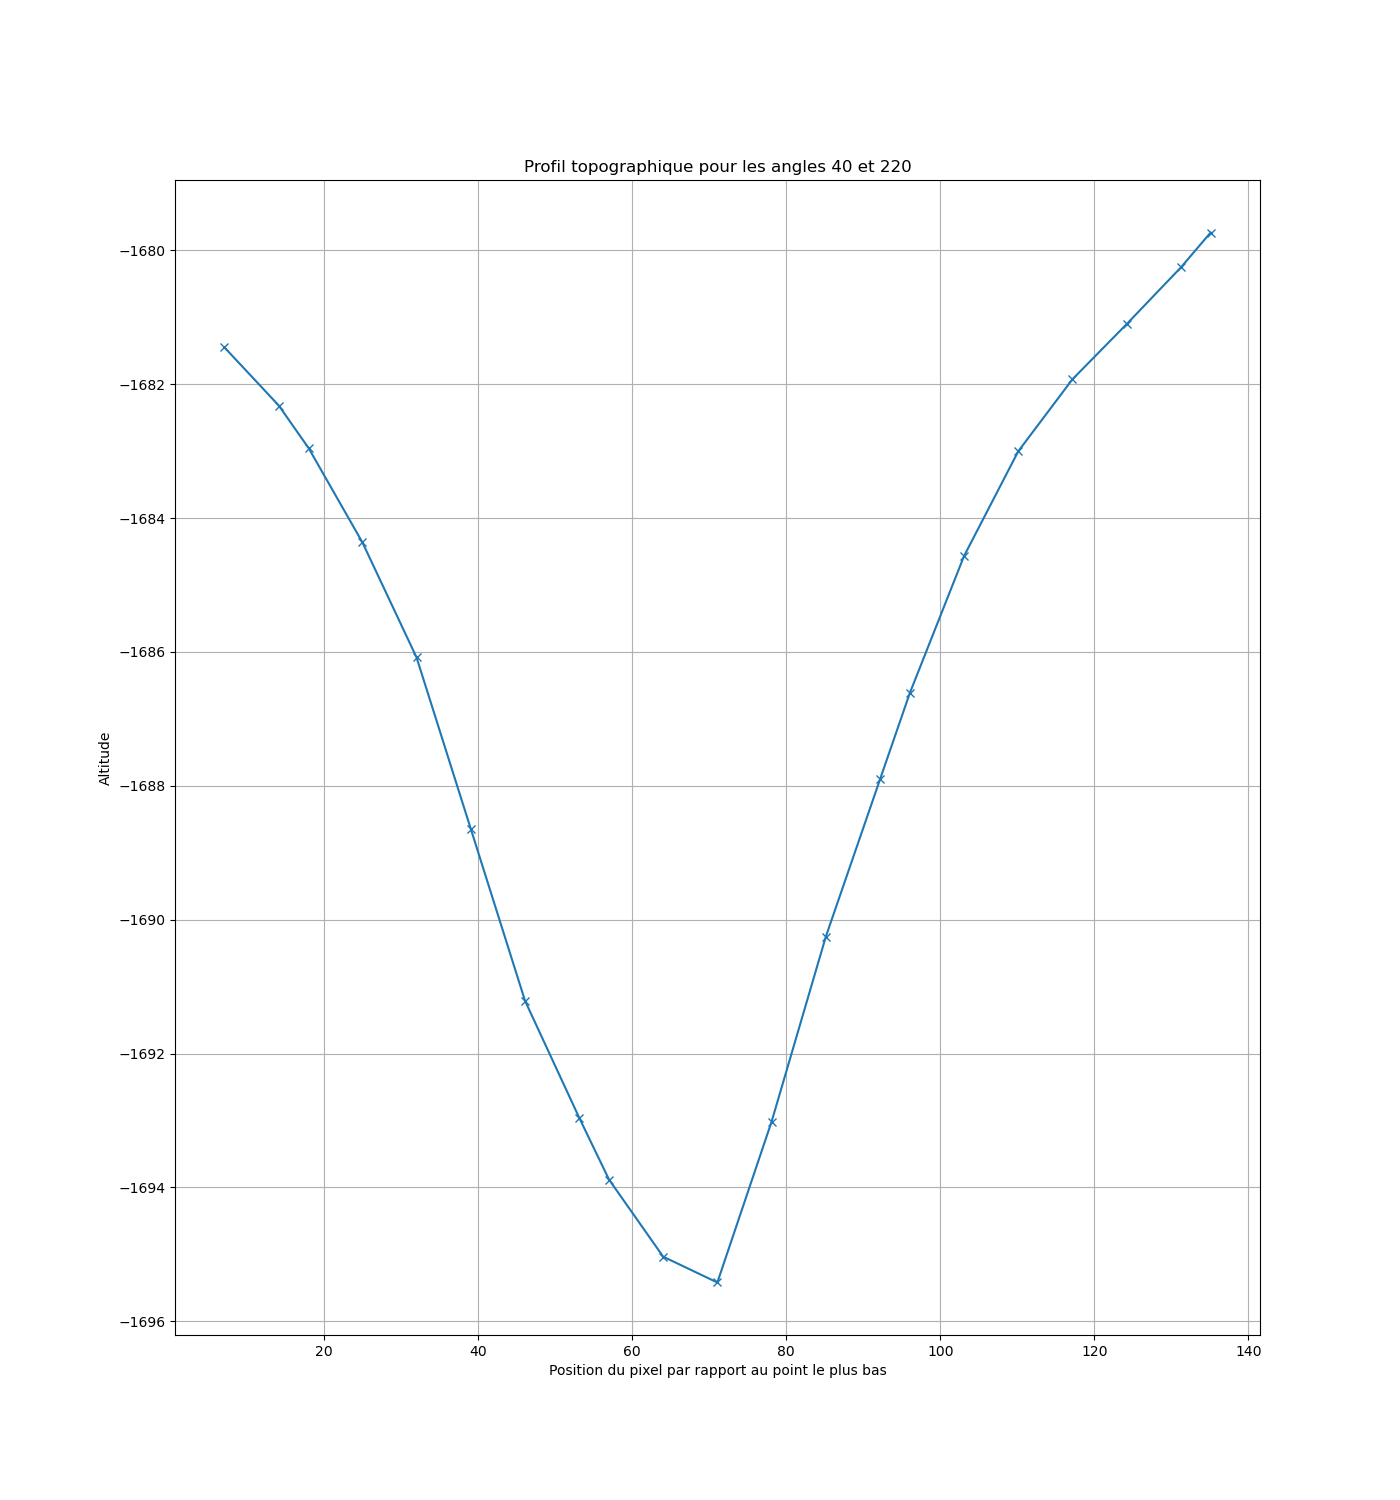 Profil topographique pour les angles 40 et 220
−1680
−1682
−1684
−1686
−1688
−1690
−1692
−1694
−1696
Altitude
20 40 60 80 100 120 140
Position du pixel par rapport au point le plus bas